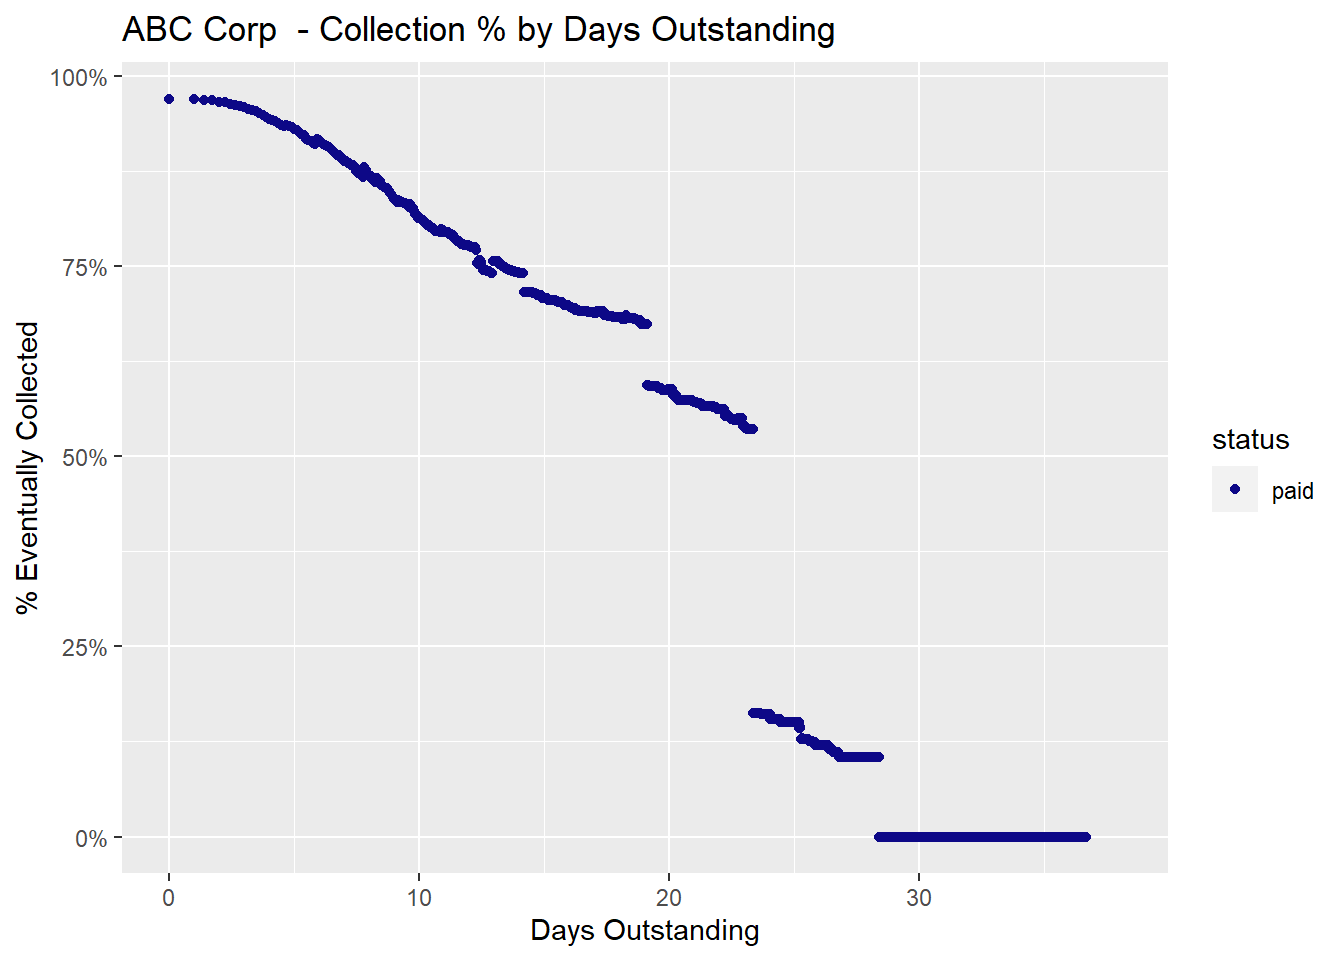 ABC Corp  - Collection % by Days Outstanding
100%
75%
50%
25%
0%
% Eventually Collected
0 10 20 30
Days Outstanding
status
paid